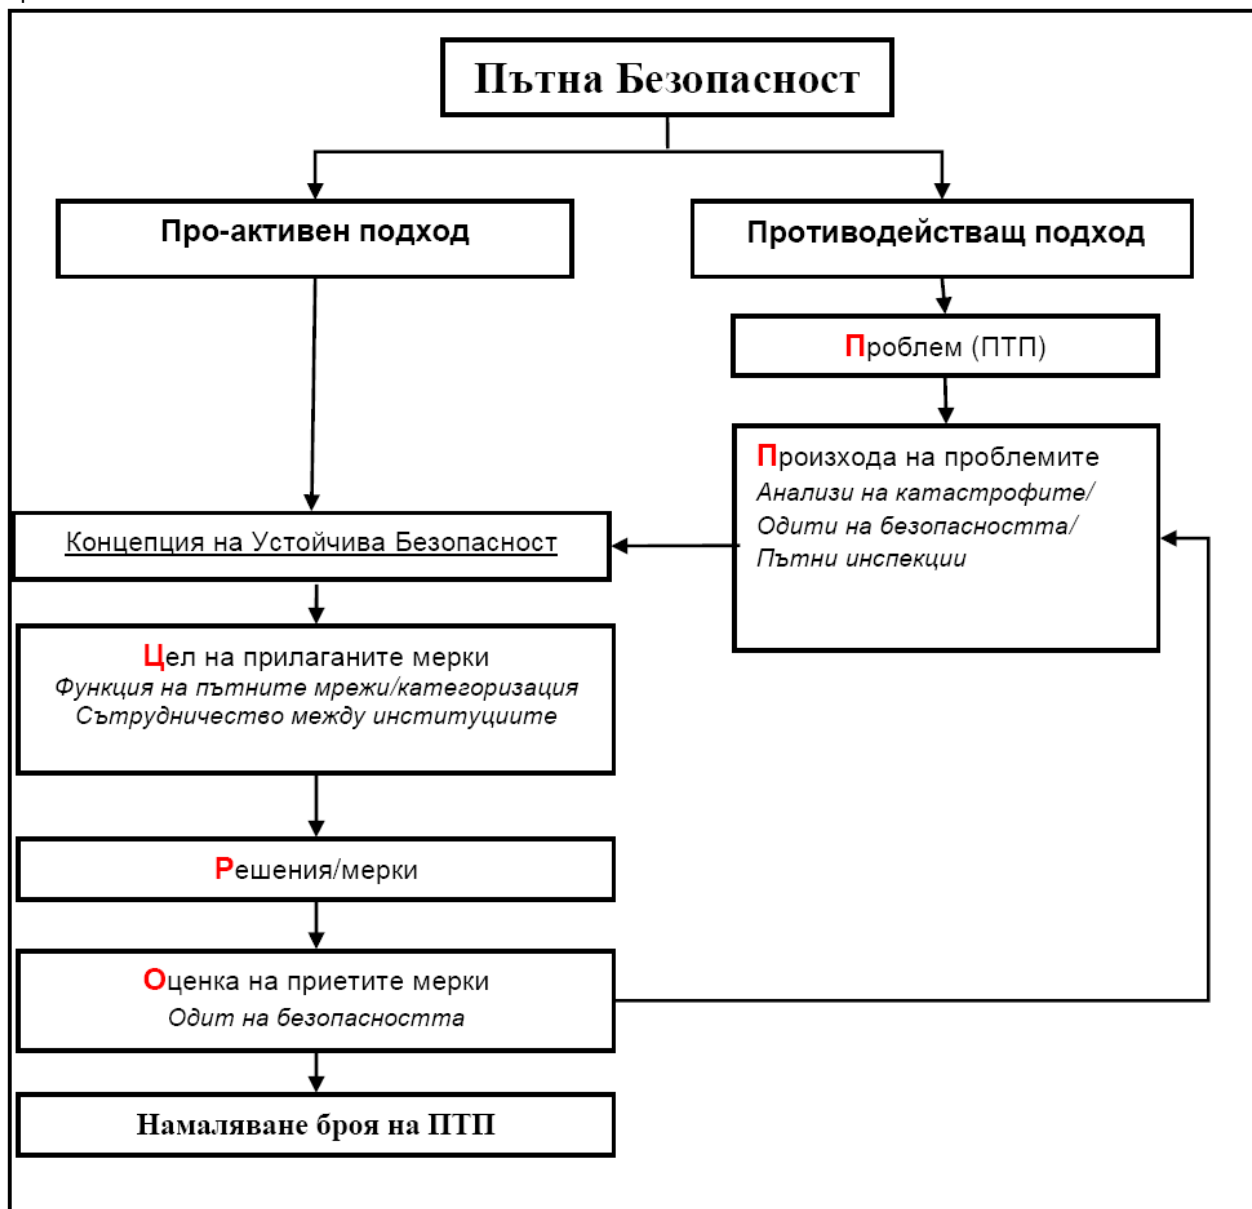 Пътна Безопасност
Про-активен подход
Противодействащ подход
Проблем (ПТП)
Произхода на проблемите
Анализи на катастрофите/
Одити на безопасността/
Пътни инспекции
Концепция на Устойчива Безопасност
Цел на прилаганите мерки
Функция на пътните мрежи/категоризация
Сътрудничество между институциите
Решения/мерки
Оценка на приетите мерки
Одит на безопасността
Намаляване броя на ПТП